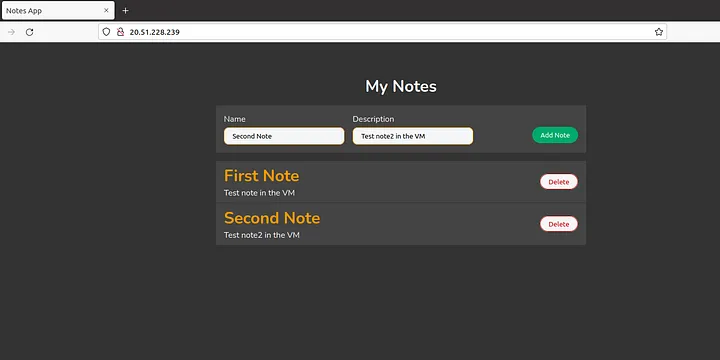 Notes App
20.51.228.239
My Notes
Name Description
Second Note Test note2 in the VM Add Note
First Note
Test note in the VM
Delete
Second Note
Test note2 in the VM
Delete